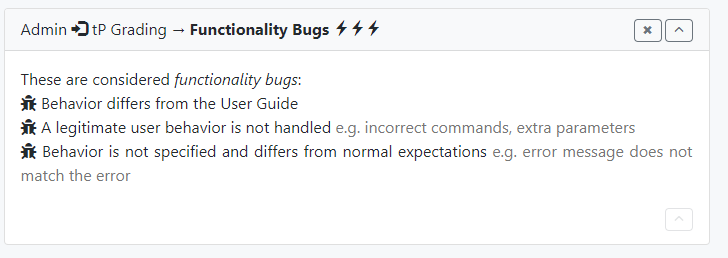 Admin tP Grading → Functionality Bugs
These are considered functionality bugs:
Behavior differs from the User Guide
A legitimate user behavior is not handled e.g. incorrect commands, extra parameters
Behavior is not specified and differs from normal expectations e.g. error message does not
match the error